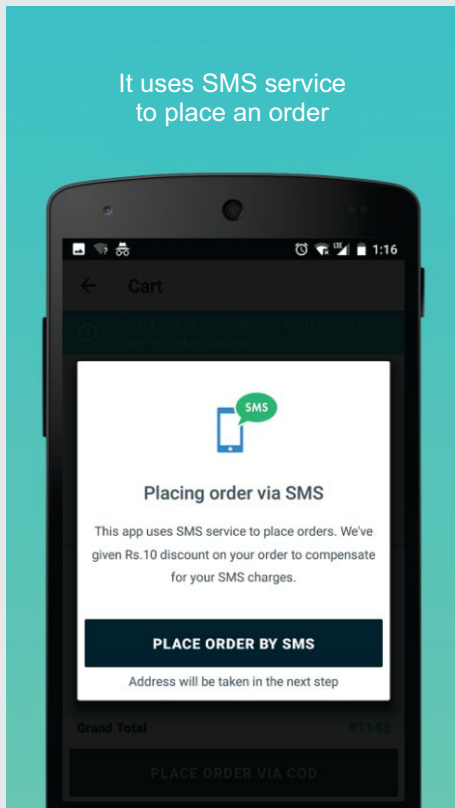 It uses SMS service
to place an order
LTE
1:16
Cart
SMS
Placing order via SMS
This app uses SMS service to place orders. We've
given Rs.10 discount on your order to compensate
for your SMS charges.
PLACE ORDER BY SMS
Address will be taken in the next step
Grand Total ₹1143
PLACE ORDER VIA COD